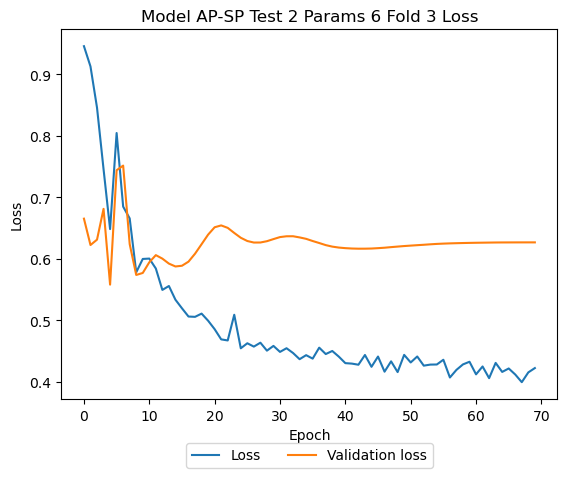 Model AP-SP Test 2 Params 6 Fold 3 Loss
0.9
0.8
0.7
0.6
0.5
0.4
Loss
0 10 20 30 40 50 60 70
Epoch
Loss Validation loss